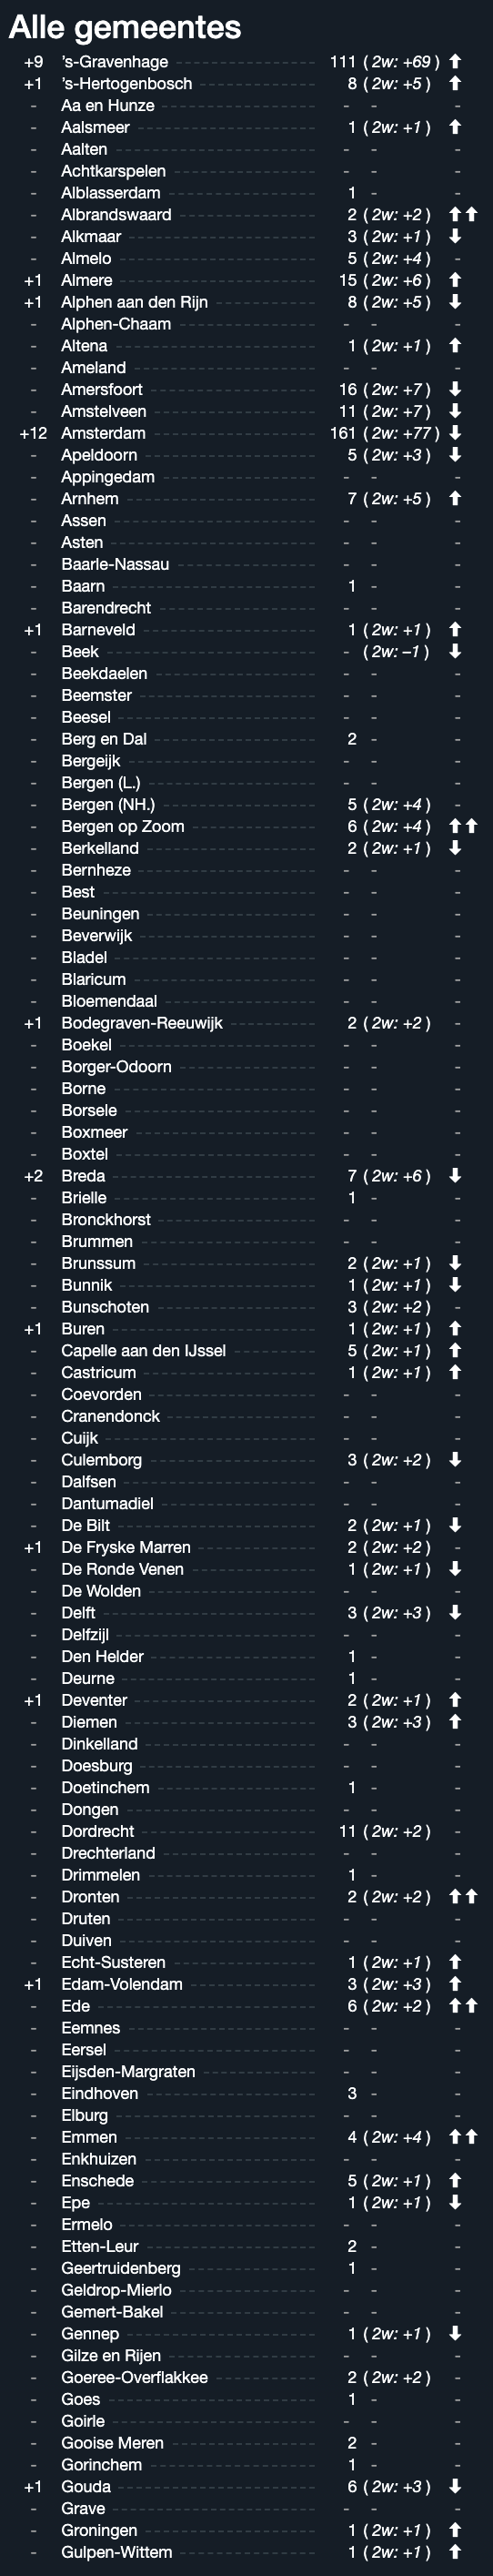 Alle gemeentes
+9 's-Gravenhage 111 (2w: +69) ⬆
+1 's-Hertogenbosch 8 (2w: +5) ⬆
- Aa en Hunze - - -
- Aalsmeer 1 (2w: +1) ⬆
- Aalten - - -
- Achtkarspelen - - -
- Alblasserdam 1 - -
- Albrandswaard 2 (2w: +2) ⬆⬆
- Alkmaar 3 (2w: +1) ⬇
- Almelo 5 (2w: +4) -
+1 Almere 15 (2w: +6) ⬆
+1 Alphen aan den Rijn 8 (2w: +5) ⬇
- Alphen-Chaam - - -
- Altena 1 (2w: +1) ⬆
- Ameland - - -
- Amersfoort 16 (2w: +7) ⬇
- Amstelveen 11 (2w: +7) ⬇
+12 Amsterdam 161 (2w: +77) ⬇
- Apeldoorn 5 (2w: +3) ⬇
- Appingedam - - -
- Arnhem 7 (2w: +5) ⬆
- Assen - - -
- Asten - - -
- Baarle-Nassau - - -
- Baarn 1 - -
- Barendrecht - - -
+1 Barneveld 1 (2w: +1) ⬆
- Beek - (2w: –1) ⬇
- Beekdaelen - - -
- Beemster - - -
- Beesel - - -
- Berg en Dal 2 - -
- Bergeijk - - -
- Bergen (L.) - - -
- Bergen (NH.) 5 (2w: +4) -
- Bergen op Zoom 6 (2w: +4) ⬆⬆
- Berkelland 2 (2w: +1) ⬇
- Bernheze - - -
- Best - - -
- Beuningen - - -
- Beverwijk - - -
- Bladel - - -
- Blaricum - - -
- Bloemendaal - - -
+1 Bodegraven-Reeuwijk 2 (2w: +2) -
- Boekel - - -
- Borger-Odoorn - - -
- Borne - - -
- Borsele - - -
- Boxmeer - - -
- Boxtel - - -
+2 Breda 7 (2w: +6) ⬇
- Brielle 1 - -
- Bronckhorst - - -
- Brummen - - -
- Brunssum 2 (2w: +1) ⬇
- Bunnik 1 (2w: +1) ⬇
- Bunschoten 3 (2w: +2) -
+1 Buren 1 (2w: +1) ⬆
- Capelle aan den IJssel 5 (2w: +1) ⬆
- Castricum 1 (2w: +1) ⬆
- Coevorden - - -
- Cranendonck - - -
- Cuijk - - -
- Culemborg 3 (2w: +2) ⬇
- Dalfsen - - -
- Dantumadiel - - -
- De Bilt 2 (2w: +1) ⬇
+1 De Fryske Marren 2 (2w: +2) -
- De Ronde Venen 1 (2w: +1) ⬇
- De Wolden - - -
- Delft 3 (2w: +3) ⬇
- Delfzijl - - -
- Den Helder 1 - -
- Deurne 1 - -
+1 Deventer 2 (2w: +1) ⬆
- Diemen 3 (2w: +3) ⬆
- Dinkelland - - -
- Doesburg - - -
- Doetinchem 1 - -
- Dongen - - -
- Dordrecht 11 (2w: +2) -
- Drechterland - - -
- Drimmelen 1 - -
- Dronten 2 (2w: +2) ⬆⬆
- Druten - - -
- Duiven - - -
- Echt-Susteren 1 (2w: +1) ⬆
+1 Edam-Volendam 3 (2w: +3) ⬆
- Ede 6 (2w: +2) ⬆⬆
- Eemnes - - -
- Eersel - - -
- Eijsden-Margraten - - -
- Eindhoven 3 - -
- Elburg - - -
- Emmen 4 (2w: +4) ⬆⬆
- Enkhuizen - - -
- Enschede 5 (2w: +1) ⬆
- Epe 1 (2w: +1) ⬇
- Ermelo - - -
- Etten-Leur 2 - -
- Geertruidenberg 1 - -
- Geldrop-Mierlo - - -
- Gemert-Bakel - - -
- Gennep 1 (2w: +1) ⬇
- Gilze en Rijen - - -
- Goeree-Overflakkee 2 (2w: +2) -
- Goes 1 - -
- Goirle - - -
- Gooise Meren 2 - -
- Gorinchem 1 - -
+1 Gouda 6 (2w: +3) ⬇
- Grave - - -
- Groningen 1 (2w: +1) ⬆
- Gulpen-Wittem 1 (2w: +1) ⬆